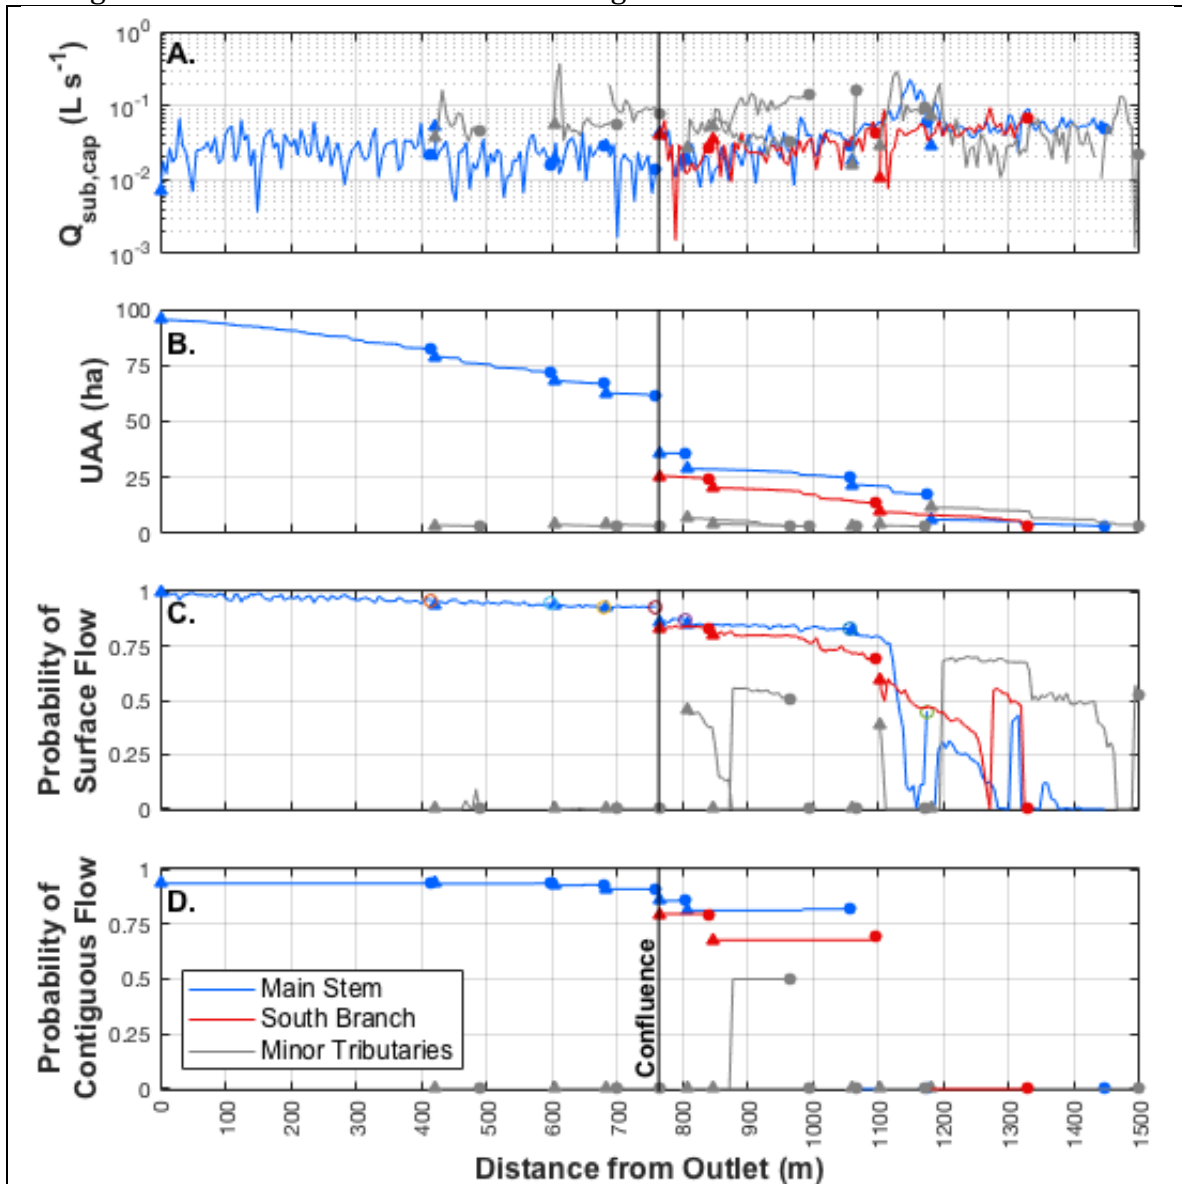 10^0
10^-1
10^-2
10^-3
Q_sub,cap (L s^-1)
A.
100
75
50
25
0
UAA (ha)
B.
1
0.75
0.5
0.25
0
Probability of
Surface Flow
C.
1
0.75
0.5
0.25
0
Probability of
Contiguous Flow
D.
Main Stem
South Branch
Minor Tributaries
Confluence
0 100 200 300 400 500 600 700 800 900 1000 1100 1200 1300 1400 1500
Distance from Outlet (m)